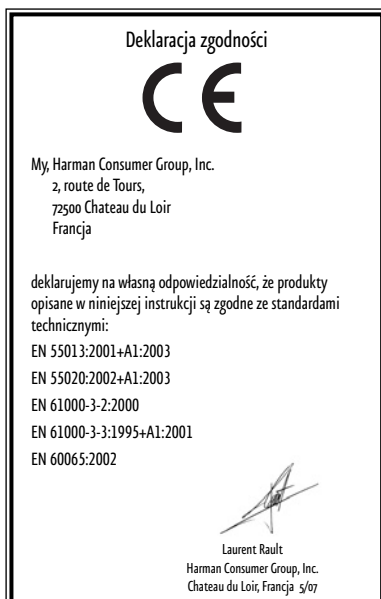 Deklaracja zgodności
CE
My, Harman Consumer Group, Inc.
2, route de Tours,
72500 Chateau du Loir
Francja
deklarujemy na własną odpowiedzialność, że produkty
opisane w niniejszej instrukcji są zgodne ze standardami
technicznymi:
EN 55013:2001+A1:2003
EN 55020:2002+A1:2003
EN 61000-3-2:2000
EN 61000-3-3:1995+A1:2001
EN 60065:2002
Laurent Rault
Harman Consumer Group, Inc.
Chateau du Loir, Francja 5/07